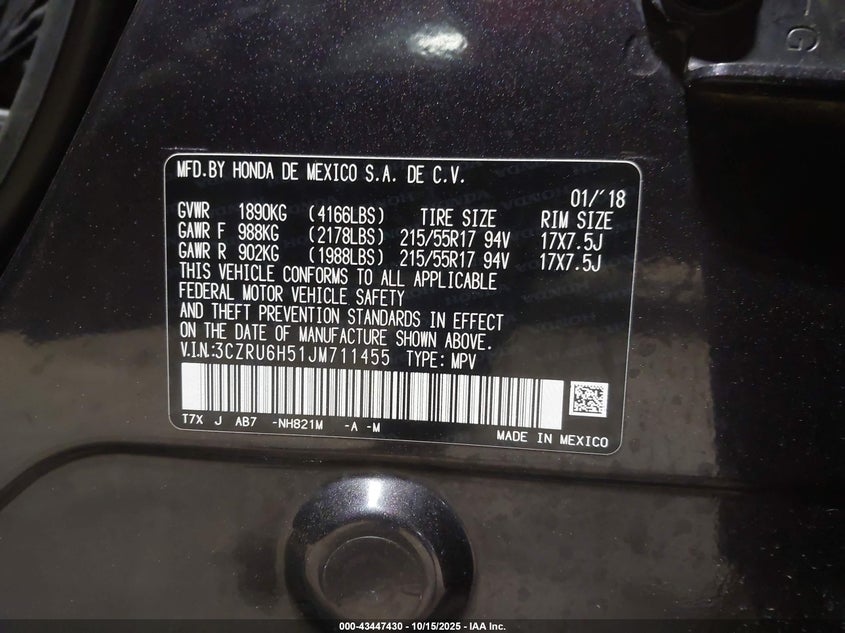 MFD.BY HONDA DE MEXICO S.A. DE C.V.
01/'18
GVWR 1890KG (4166LBS) TIRE SIZE RIM SIZE
GAWR F 988KG (2178LBS) 215/55R17 94V 17X7.5J
GAWR R 902KG (1988LBS) 215/55R17 94V 17X7.5J
THIS VEHICLE CONFORMS TO ALL APPLICABLE
FEDERAL MOTOR VEHICLE SAFETY
AND THEFT PREVENTION STANDARDS IN EFFECT
ON THE DATE OF MANUFACTURE SHOWN ABOVE.
V.I.N.:3CZRU6H51JM711455 TYPE: MPV
T7X J AB7 -NH821M -A -M
MADE IN MEXICO
000-43447430 - 10/15/2025 - IAA Inc.